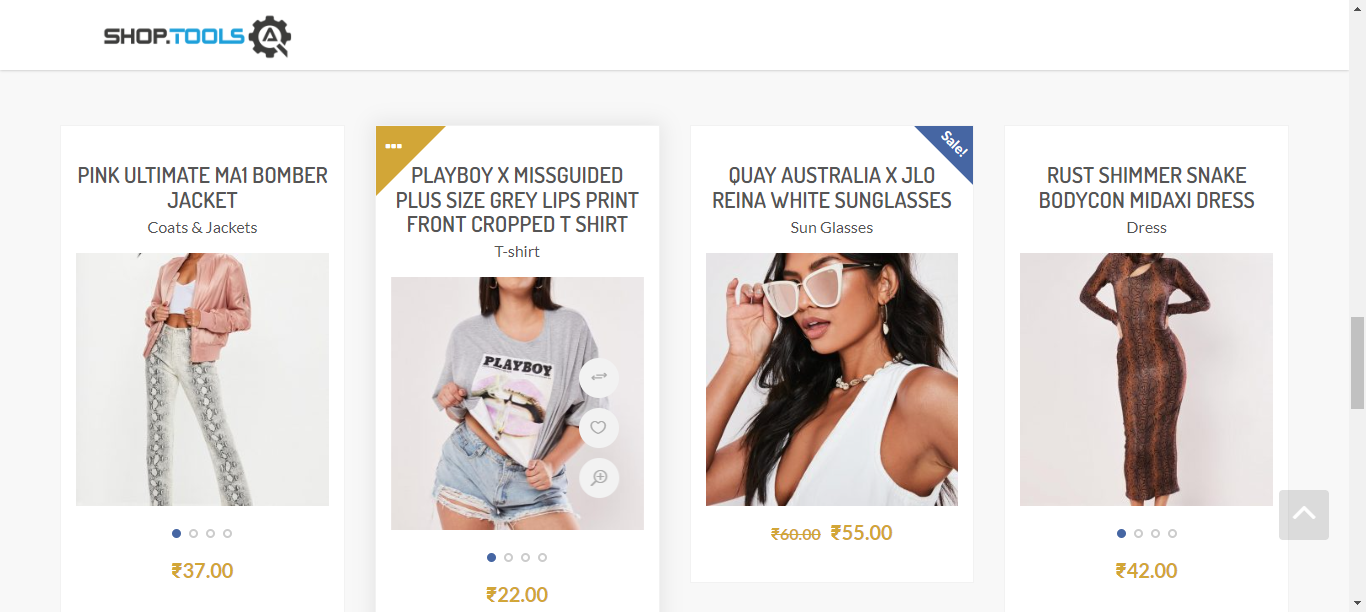 SHOP.TOOLS
PINK ULTIMATE MA1 BOMBER
JACKET
Coats & Jackets
₹37.00
PLAYBOY X MISSGUIDED
PLUS SIZE GREY LIPS PRINT
FRONT CROPPED T SHIRT
T-shirt
PLAYBOY
₹22.00
Sale!
QUAY AUSTRALIA X JLO
REINA WHITE SUNGLASSES
Sun Glasses
₹60.00 ₹55.00
RUST SHIMMER SNAKE
BODYCON MIDAXI DRESS
Dress
₹42.00